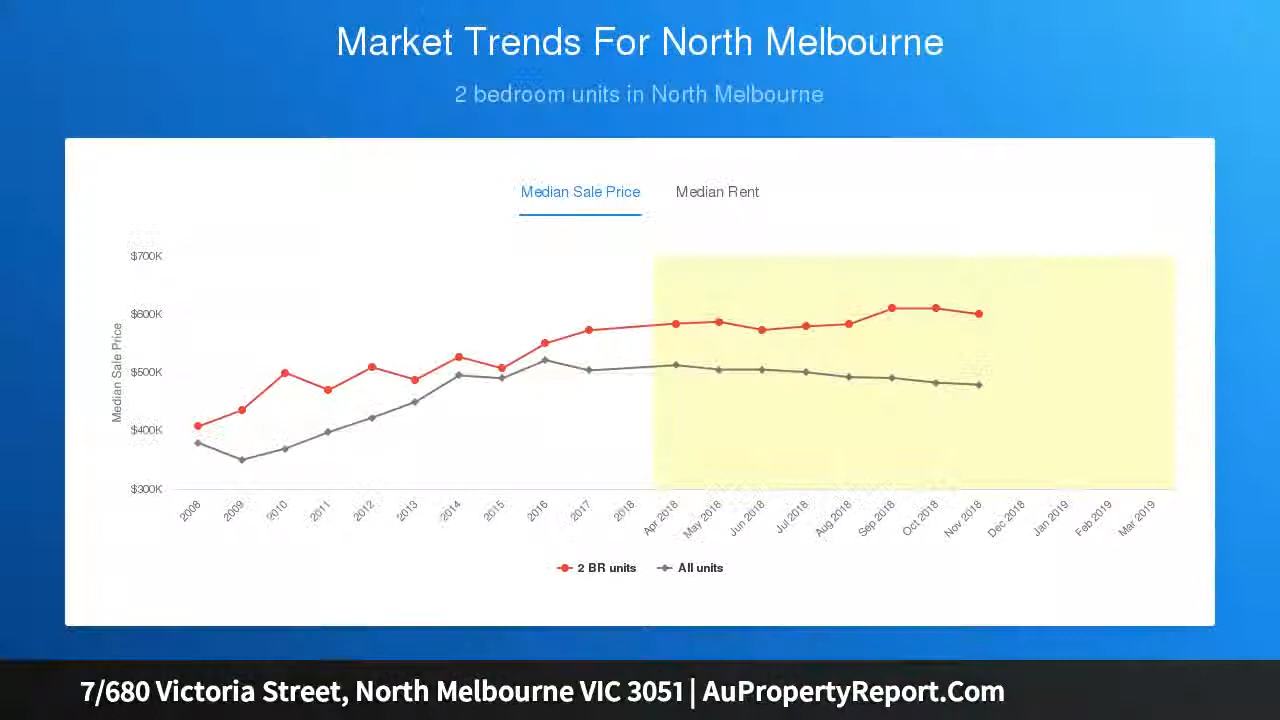 Market Trends For North Melbourne
2 bedroom units in North Melbourne
Median Sale Price Median Rent
$700K
$600K
$500K
$400K
$300K
Median Sale Price
2008 2009 2010 2011 2012 2013 2014 2015 2016 2017 2018 Apr 2018 May 2018 Jun 2018 Jul 2018 Aug 2018 Sep 2018 Oct 2018 Nov 2018 Dec 2018 Jan 2019 Feb 2019 Mar 2019
2 BR units All units
7/680 Victoria Street, North Melbourne VIC 3051 | AuPropertyReport.Com